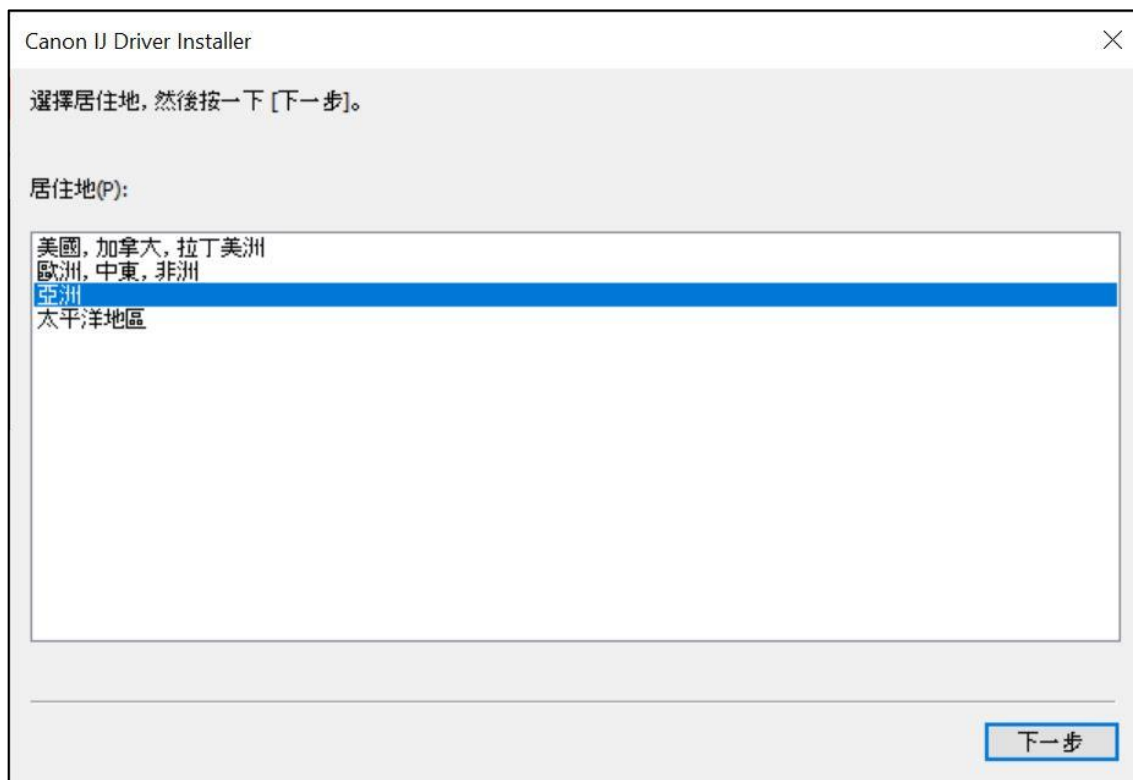 Canon IJ Driver Installer
選擇居住地, 然後按一下 [下一步]。
居住地(P):
美國, 加拿大, 拉丁美洲
歐洲, 中東, 非洲
亞洲
太平洋地區
下一步